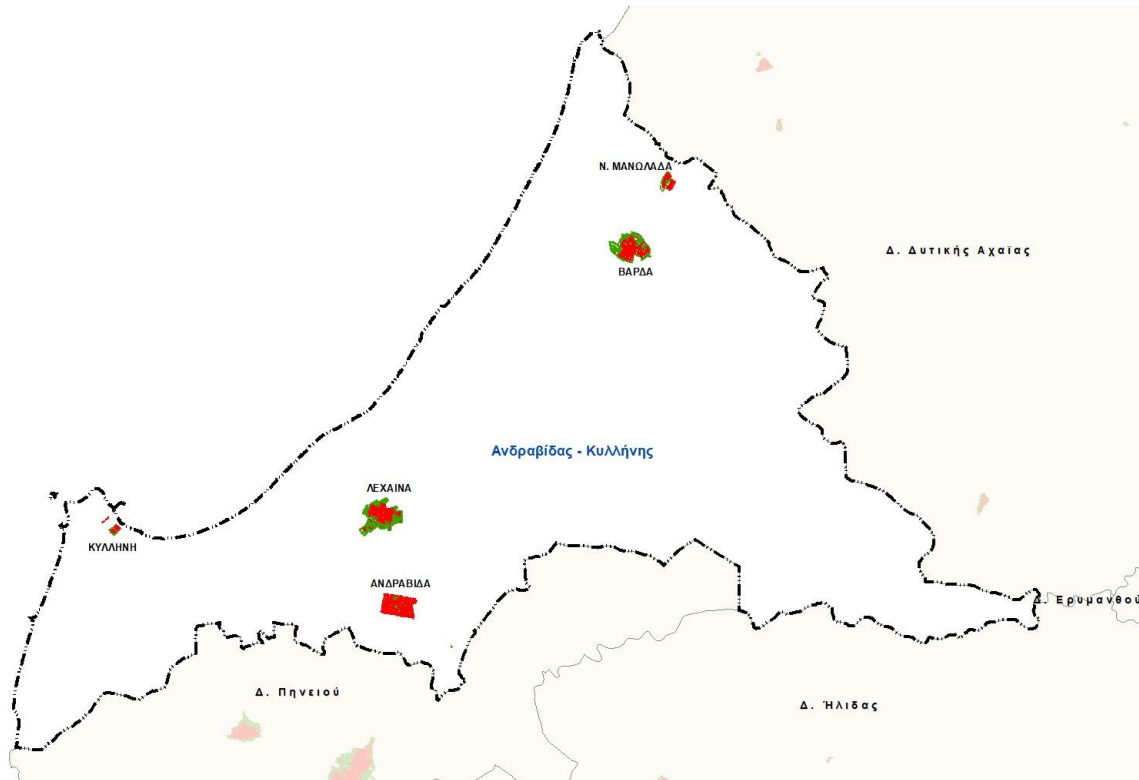 Ν. ΜΑΝΩΛΑΔΑ
Δ. Δυτικής Αχαΐας
ΒΑΡΔΑ
Ανδραβίδας - Κυλλήνης
ΛΕΧΑΙΝΑ
ΚΥΛΛΗΝΗ
ΑΝΔΡΑΒΙΔΑ
Δ. Ερυμανθού
Δ. Πηνειού
Δ. Ήλιδας